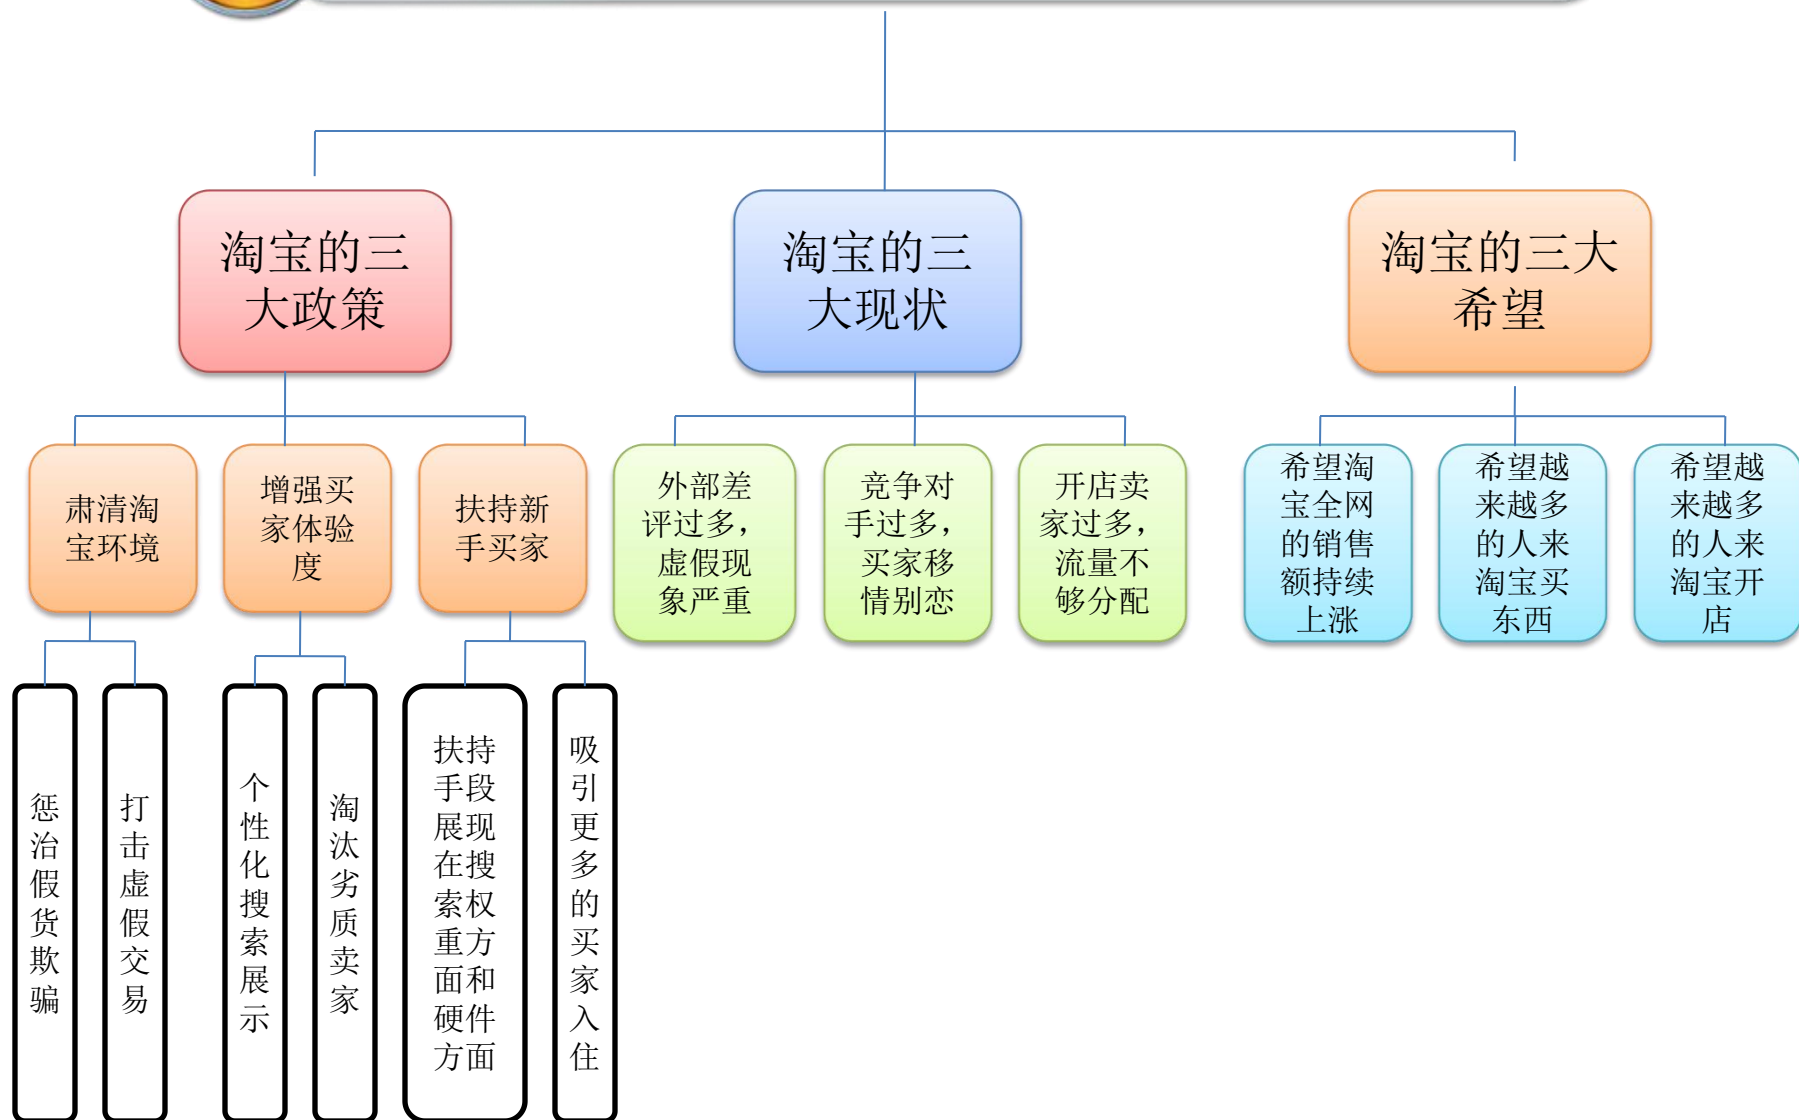 淘宝的三
大政策
淘宝的三
大现状
淘宝的三大
希望
肃清淘
宝环境
增强买
家体验
度
扶持新
手买家
外部差
评过多，
虚假现
象严重
竞争对
手过多，
买家移
情别恋
开店卖
家过多，
流量不
够分配
希望淘
宝全网
的销售
额持续
上涨
希望越
来越多
的人来
淘宝买
东西
希望越
来越多
的人来
淘宝开
店
惩治假货欺骗
打击虚假交易
个性化搜索展示
淘汰劣质卖家
扶持
手段
展现
在搜
索权
重方
面和
硬件
方面
吸引更多的买家入住